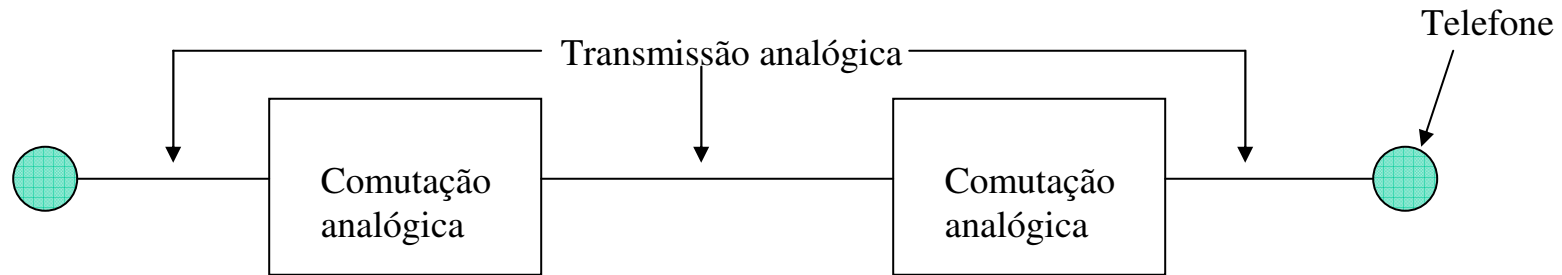 Telefone
Transmissão analógica
Comutação
analógica
Comutação
analógica